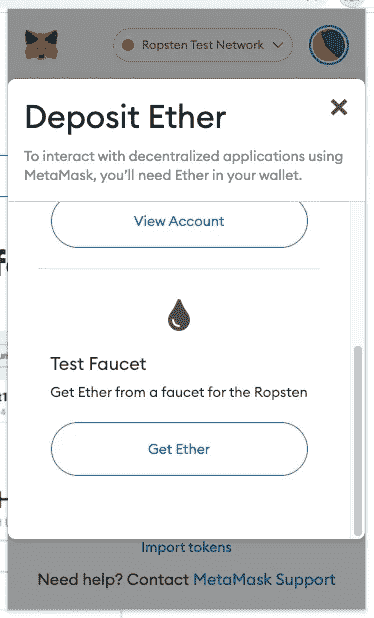 Ropsten Test Network
Deposit Ether
To interact with decentralized applications using
MetaMask, you'll need Ether in your wallet.
View Account
Test Faucet
Get Ether from a faucet for the Ropsten
Get Ether
Import tokens
Need help? Contact MetaMask Support